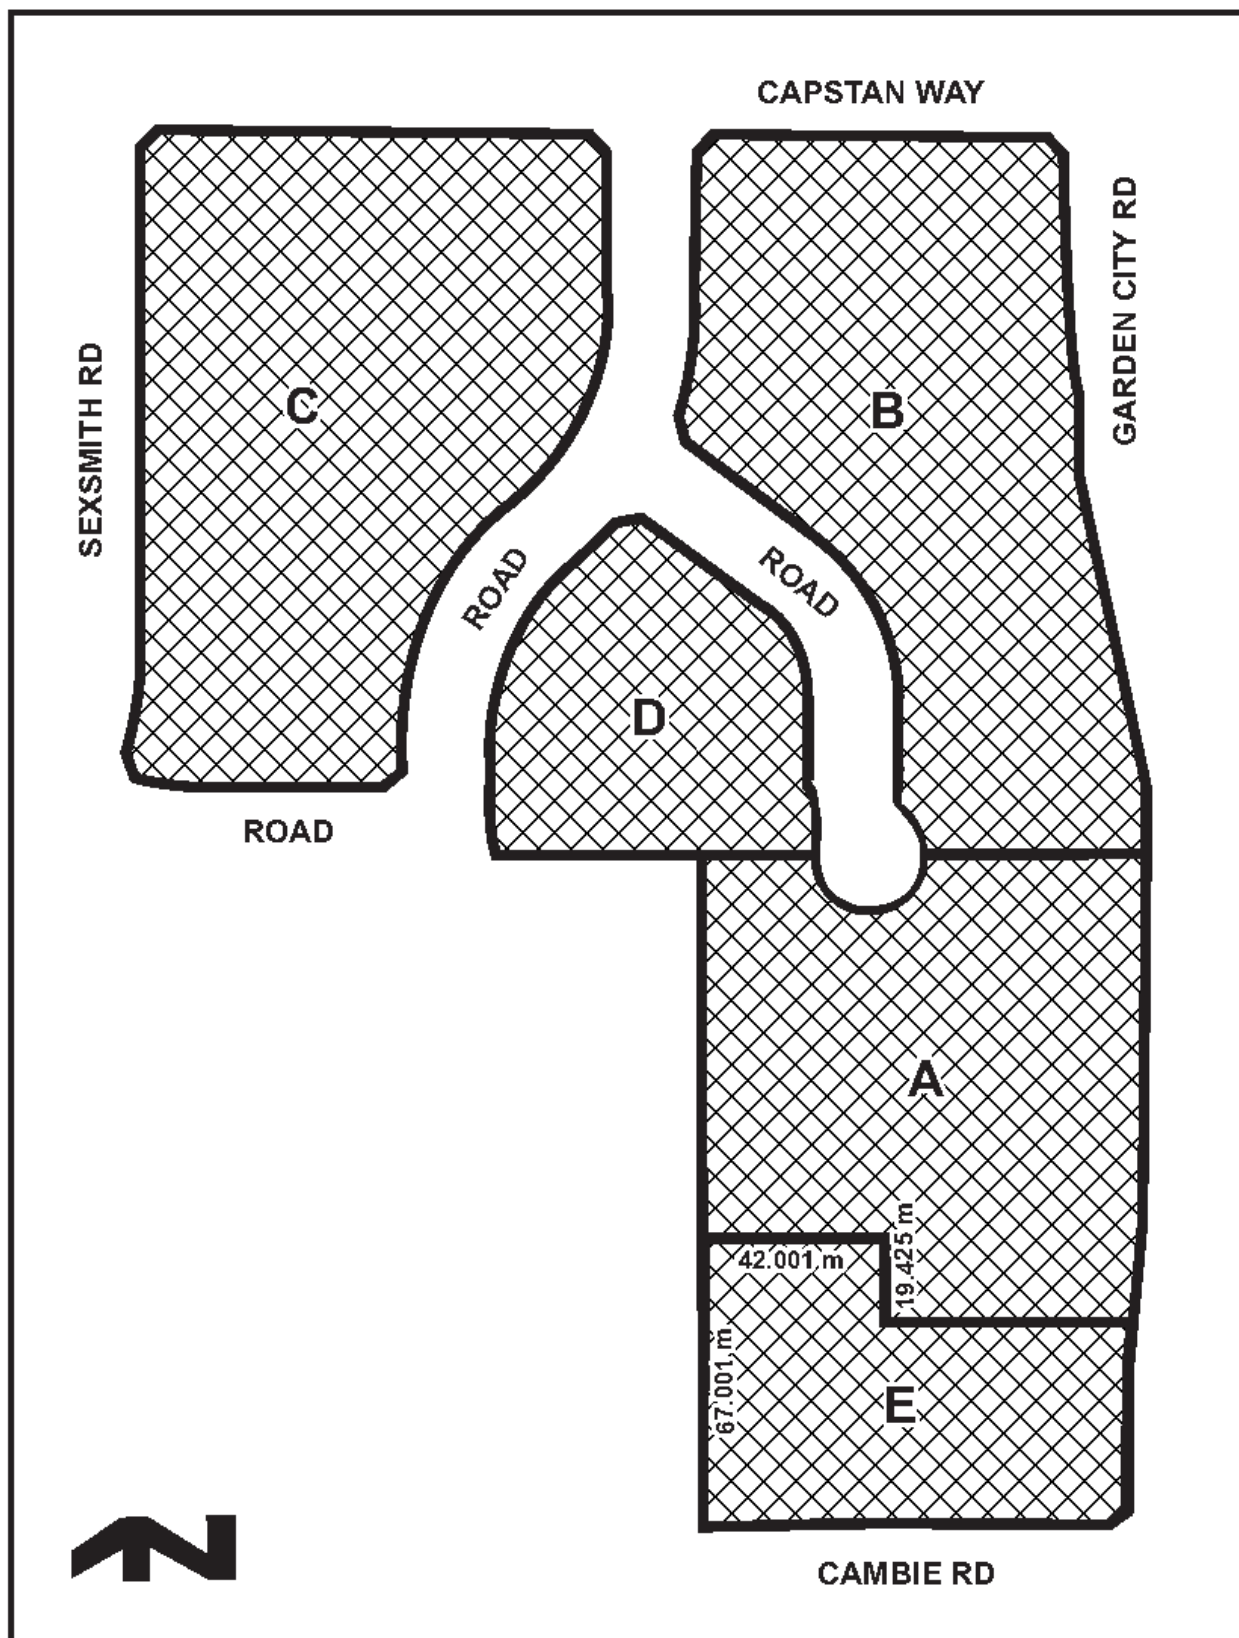 CAPSTAN WAY
GARDEN CITY RD
SEXSMITH RD
C
B
ROAD
ROAD
D
ROAD
A
42.001 m
19.425 m
67.001 m
E
N
CAMBIE RD